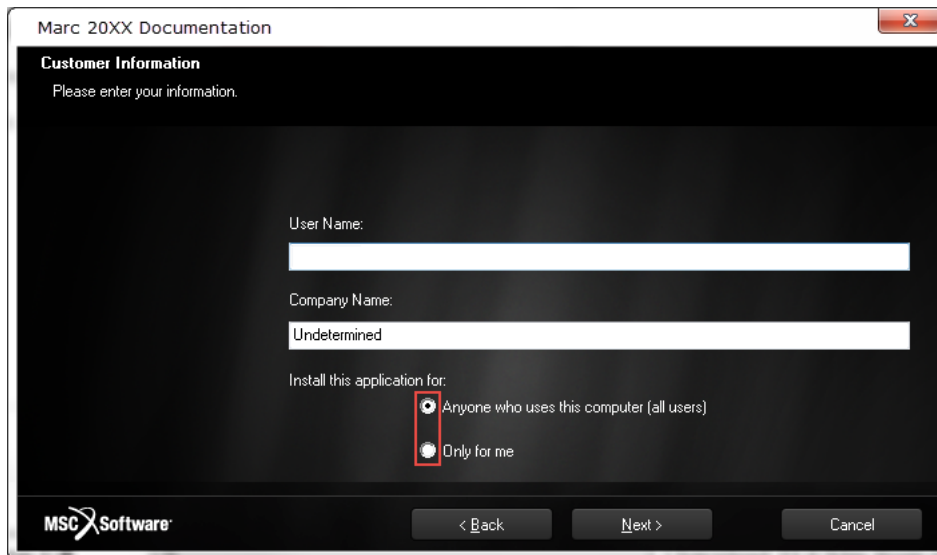 Marc 20XX Documentation
Customer Information
Please enter your information.
User Name:
Company Name:
Undetermined
Install this application for:
Anyone who uses this computer (all users)
Only for me
MSC Software
< Back
Next >
Cancel